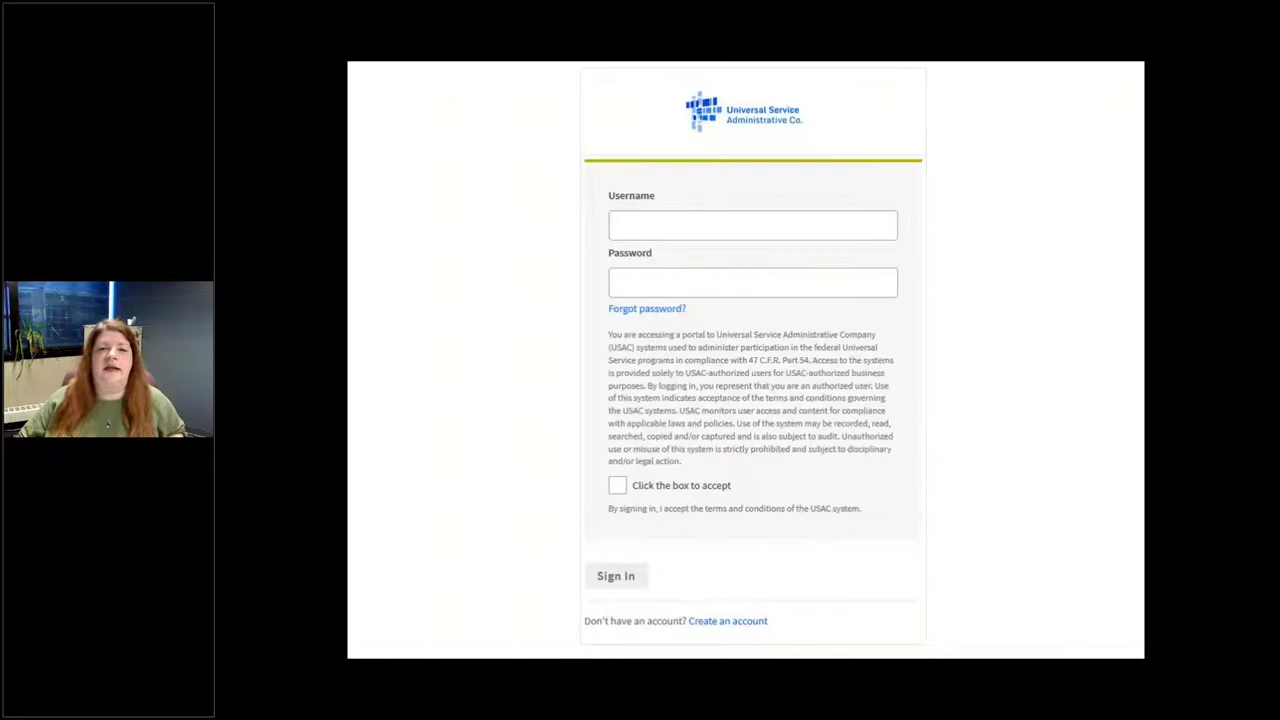 Universal Service
Administrative Co.
Username
Password
Forgot password?
You are accessing a portal to Universal Service Administrative Company
(USAC) systems used to administer participation in the federal Universal
Service programs in compliance with 47 C.F.R. Part 54. Access to the systems
is provided solely to USAC-authorized users for USAC-authorized business
purposes. By logging in, you represent that you are an authorized user. Use
of this system indicates acceptance of the terms and conditions governing
the USAC systems. USAC monitors user access and content for compliance
with applicable laws and policies. Use of the system may be recorded, read,
searched, copied and/or captured and is also subject to audit. Unauthorized
use or misuse of this system is strictly prohibited and subject to disciplinary
and/or legal action.
Click the box to accept
By signing in, I accept the terms and conditions of the USAC system.
Sign In
Don't have an account? Create an account